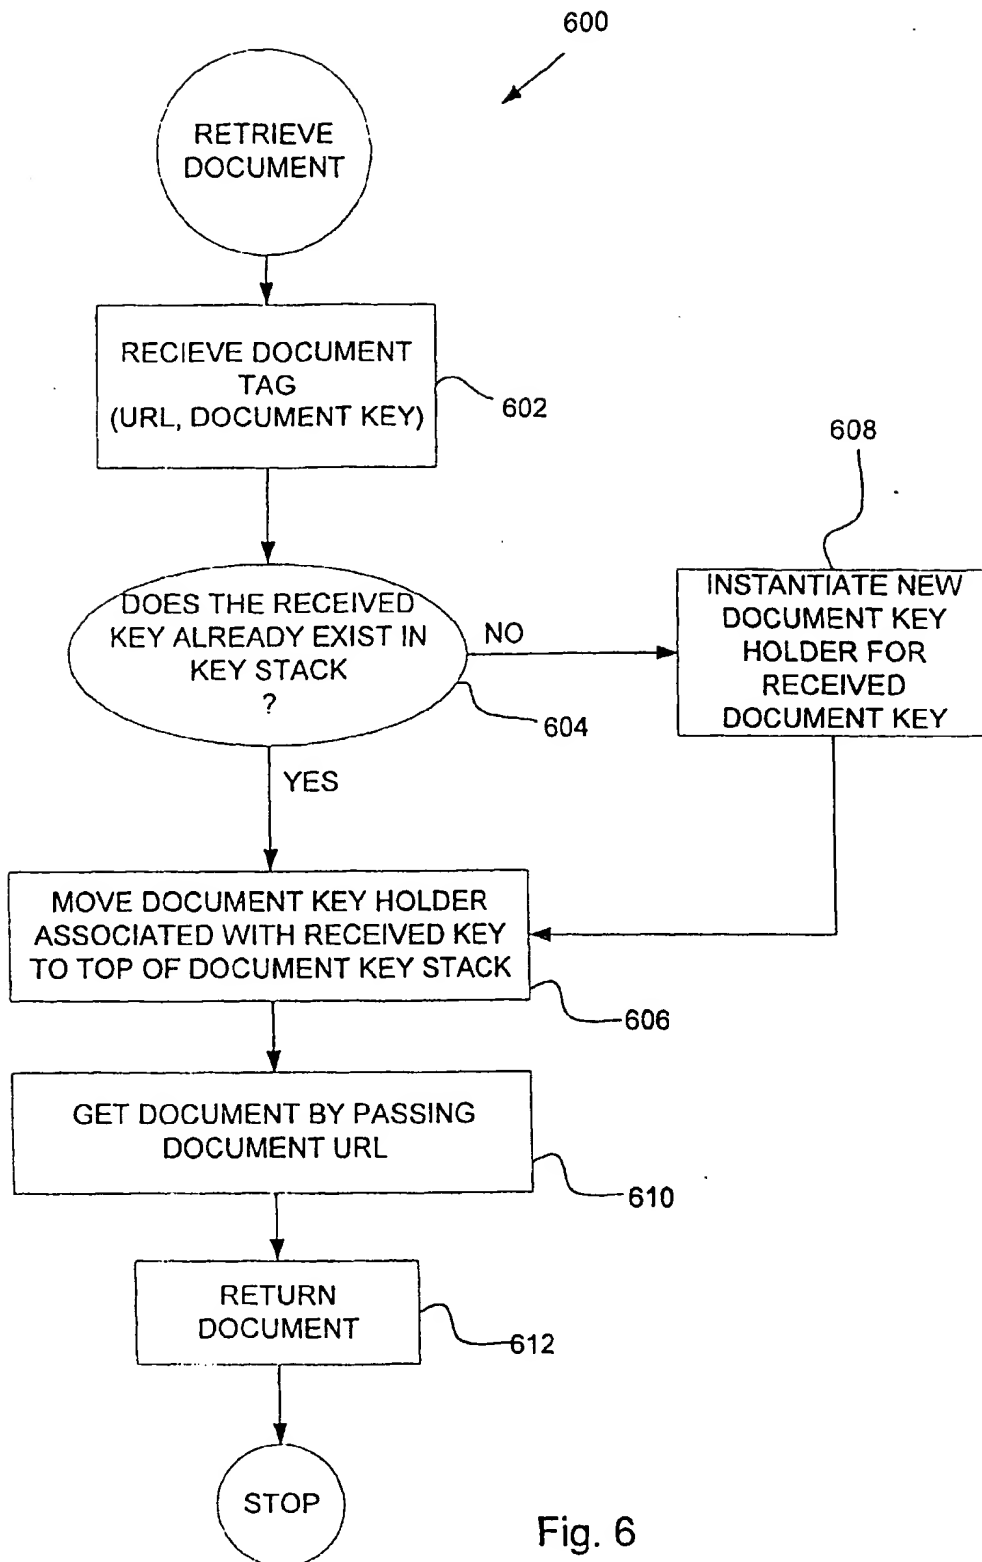 600
RETRIEVE
DOCUMENT
RECIEVE DOCUMENT
TAG
(URL, DOCUMENT KEY)
602
608
DOES THE RECEIVED
KEY ALREADY EXIST IN
KEY STACK
?
NO
604
INSTANTIATE NEW
DOCUMENT KEY
HOLDER FOR
RECEIVED
DOCUMENT KEY
YES
MOVE DOCUMENT KEY HOLDER
ASSOCIATED WITH RECEIVED KEY
TO TOP OF DOCUMENT KEY STACK
606
GET DOCUMENT BY PASSING
DOCUMENT URL
610
RETURN
DOCUMENT
612
STOP
Fig. 6